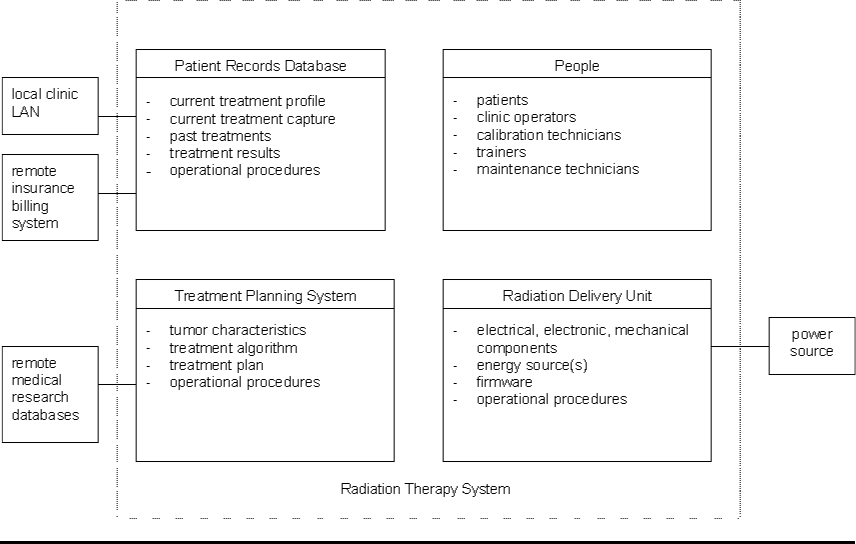 Patient Records Database
- current treatment profile
- current treatment capture
- past treatments
- treatment results
- operational procedures
People
- patients
- clinic operators
- calibration technicians
- trainers
- maintenance technicians
local clinic
LAN
remote
insurance
billing
system
Treatment Planning System
- tumor characteristics
- treatment algorithm
- treatment plan
- operational procedures
Radiation Delivery Unit
- electrical, electronic, mechanical
components
- energy source(s)
- firmware
- operational procedures
remote
medical
research
databases
power
source
Radiation Therapy System